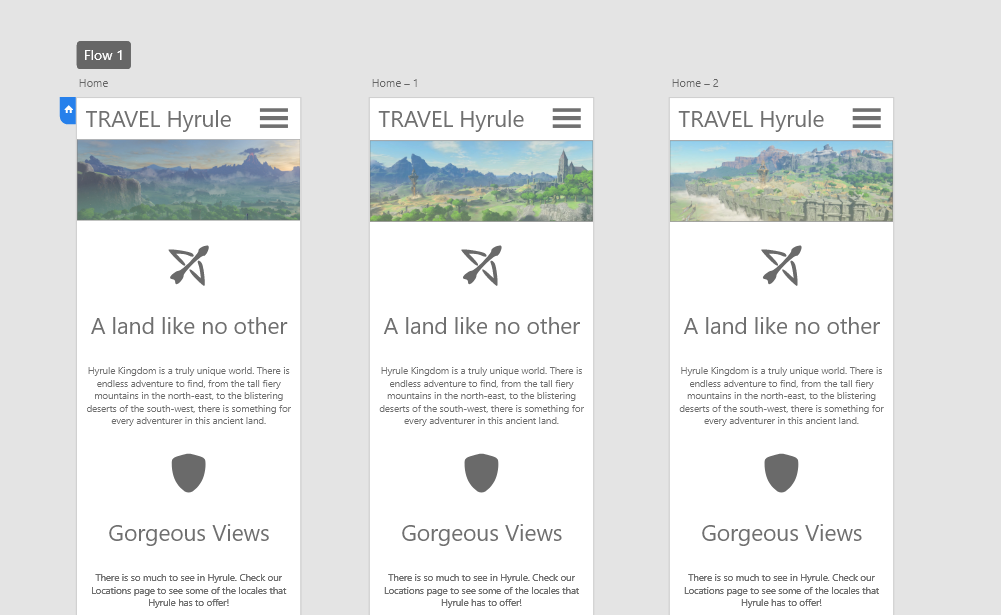 Flow 1
Home
TRAVEL Hyrule
A land like no other
Hyrule Kingdom is a truly unique world. There is
endless adventure to find, from the tall fiery
mountains in the north-east, to the blistering
deserts of the south-west, there is something for
every adventurer in this ancient land.
Gorgeous Views
There is so much to see in Hyrule. Check our
Locations page to see some of the locales that
Hyrule has to offer!
Home – 1
TRAVEL Hyrule
A land like no other
Hyrule Kingdom is a truly unique world. There is
endless adventure to find, from the tall fiery
mountains in the north-east, to the blistering
deserts of the south-west, there is something for
every adventurer in this ancient land.
Gorgeous Views
There is so much to see in Hyrule. Check our
Locations page to see some of the locales that
Hyrule has to offer!
Home – 2
TRAVEL Hyrule
A land like no other
Hyrule Kingdom is a truly unique world. There is
endless adventure to find, from the tall fiery
mountains in the north-east, to the blistering
deserts of the south-west, there is something for
every adventurer in this ancient land.
Gorgeous Views
There is so much to see in Hyrule. Check our
Locations page to see some of the locales that
Hyrule has to offer!